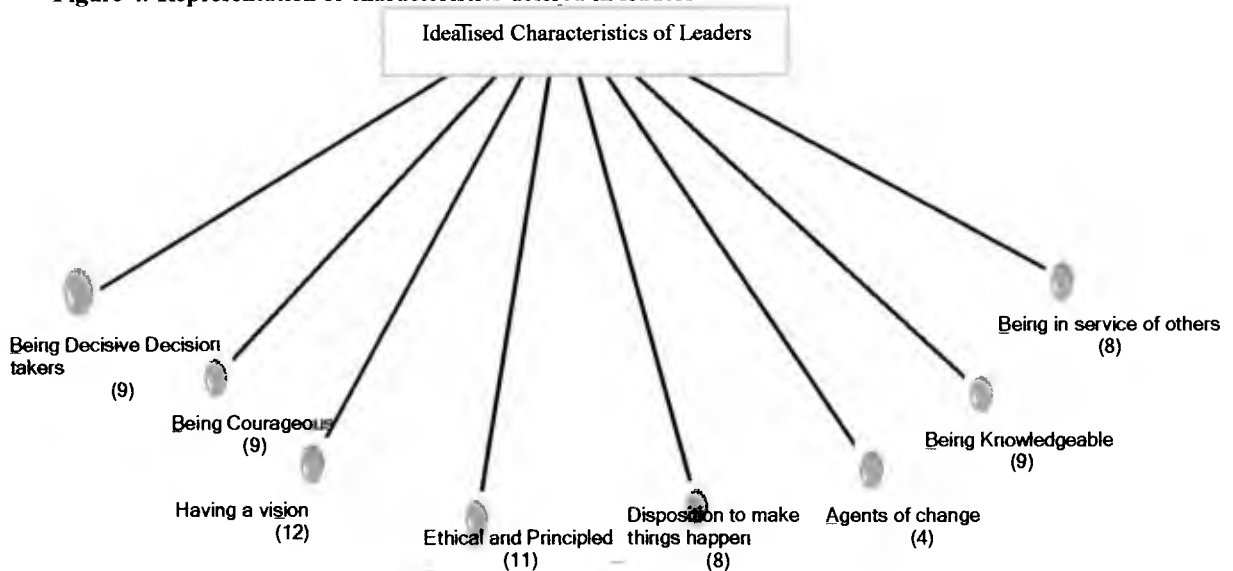 Idealised Characteristics of Leaders
Being in service of others
(8)
Being Decisive Decision
takers
(9)
Being Courageous
(9)
Being Knowledgeable
(9)
Having a vision
(12)
Ethical and Principled
(11)
Disposition to make
things happen
(8)
Agents of change
(4)